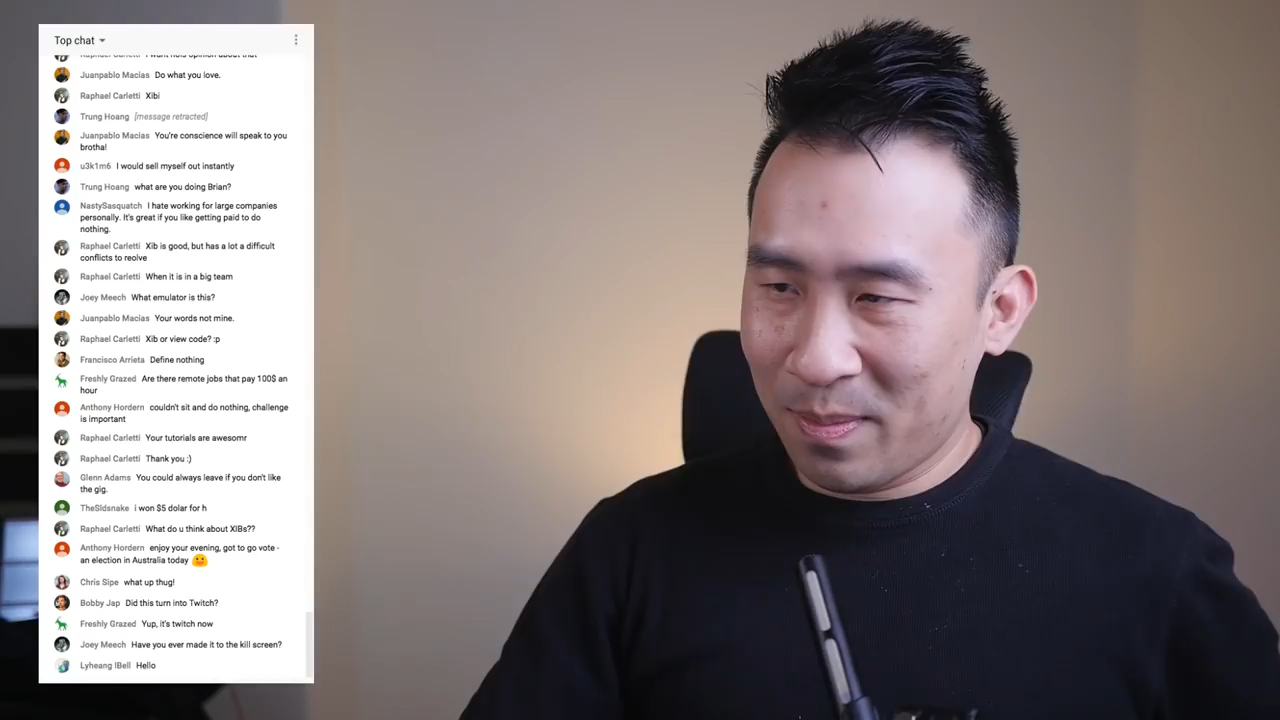 Top chat
Raphael Carletti I want hols opinion about that
Juanpablo Macias Do what you love.
Raphael Carletti Xibi
Trung Hoang [message retracted]
Juanpablo Macias You're conscience will speak to you
brotha!
u3k1m6 I would sell myself out instantly
Trung Hoang what are you doing Brian?
NastySasquatch I hate working for large companies
personally. It's great if you like getting paid to do
nothing.
Raphael Carletti Xib is good, but has a lot a difficult
conflicts to reolve
Raphael Carletti When it is in a big team
Joey Meech What emulator is this?
Juanpablo Macias Your words not mine.
Raphael Carletti Xib or view code? :p
Francisco Arrieta Define nothing
Freshly Grazed Are there remote jobs that pay 100$ an
hour
Anthony Hordern couldn't sit and do nothing, challenge
is important
Raphael Carletti Your tutorials are awesomr
Raphael Carletti Thank you :)
Glenn Adams You could always leave if you don't like
the gig.
TheSldsnake i won $5 dolar for h
Raphael Carletti What do u think about XIBs??
Anthony Hordern enjoy your evening, got to go vote -
an election in Australia today
Chris Sipe what up thug!
Bobby Jap Did this turn into Twitch?
Freshly Grazed Yup, it's twitch now
Joey Meech Have you ever made it to the kill screen?
Lyheang IBell Hello